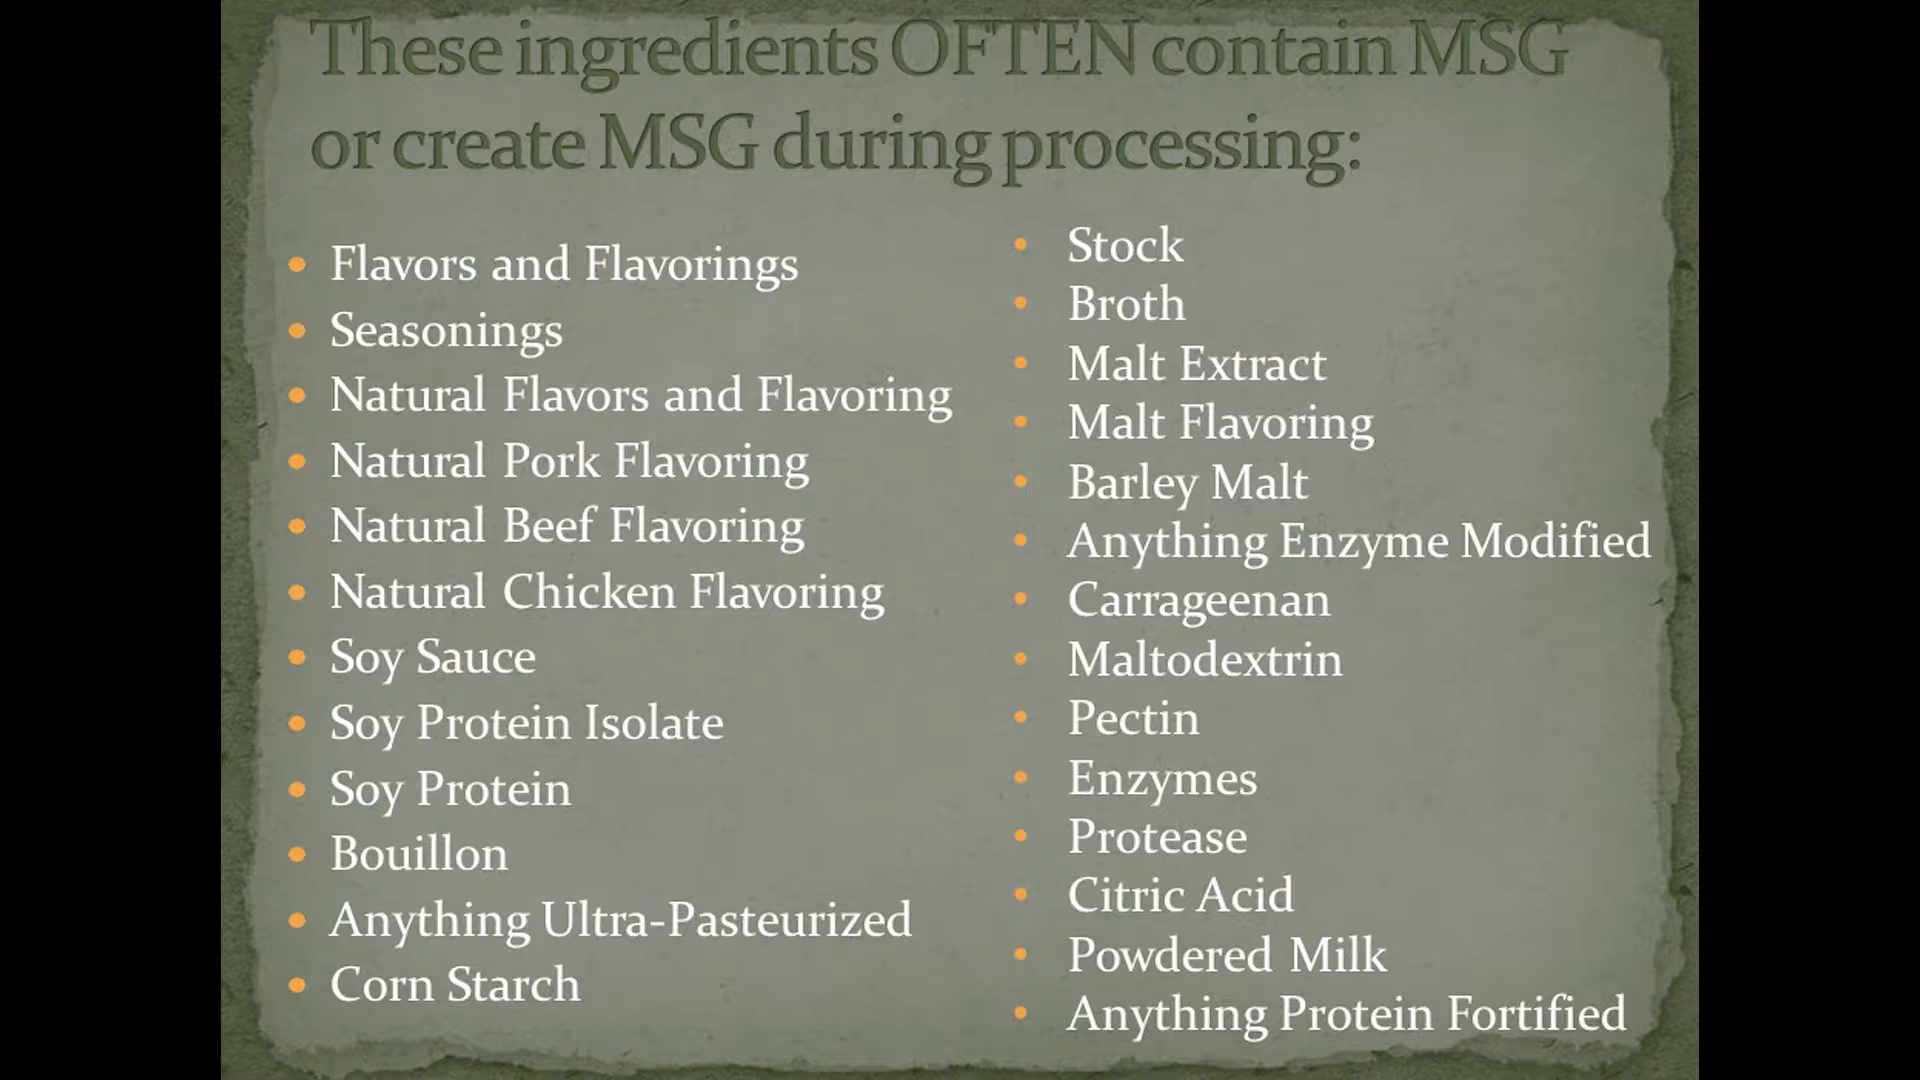 These ingredients OFTEN contain MSG
or create MSG during processing:
Flavors and Flavorings
Seasonings
Natural Flavors and Flavoring
Natural Pork Flavoring
Natural Beef Flavoring
Natural Chicken Flavoring
Soy Sauce
Soy Protein Isolate
Soy Protein
Bouillon
Anything Ultra-Pasteurized
Corn Starch
Stock
Broth
Malt Extract
Malt Flavoring
Barley Malt
Anything Enzyme Modified
Carrageenan
Maltodextrin
Pectin
Enzymes
Protease
Citric Acid
Powdered Milk
Anything Protein Fortified